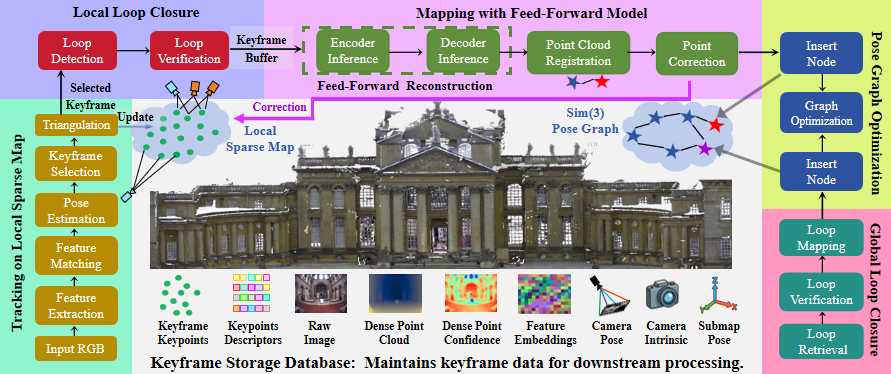 Local Loop Closure
Mapping with Feed-Forward Model
Loop
Detection
Loop
Verification
Keyframe
Buffer
Encoder
Inference
Decoder
Inference
Point Cloud
Registration
Point
Correction
Feed-Forward Reconstruction
Insert
Node
Graph
Optimization
Insert
Node
Pose Graph Optimization
Selected
Keyframe
Tracking on Local Sparse Map
Triangulation
Update
Keyframe
Selection
Pose
Estimation
Feature
Matching
Feature
Extraction
Input RGB
Correction
Local
Sparse Map
Sim(3)
Pose Graph
Loop
Mapping
Loop
Verification
Loop
Retrieval
Global Loop Closure
Keyframe
Keypoints
Keypoints
Descriptors
Raw
Image
Dense Point
Cloud
Dense Point
Confidence
Feature
Embeddings
Camera
Pose
Camera
Intrinsic
Submap
Pose
Keyframe Storage Database: Maintains keyframe data for downstream processing.